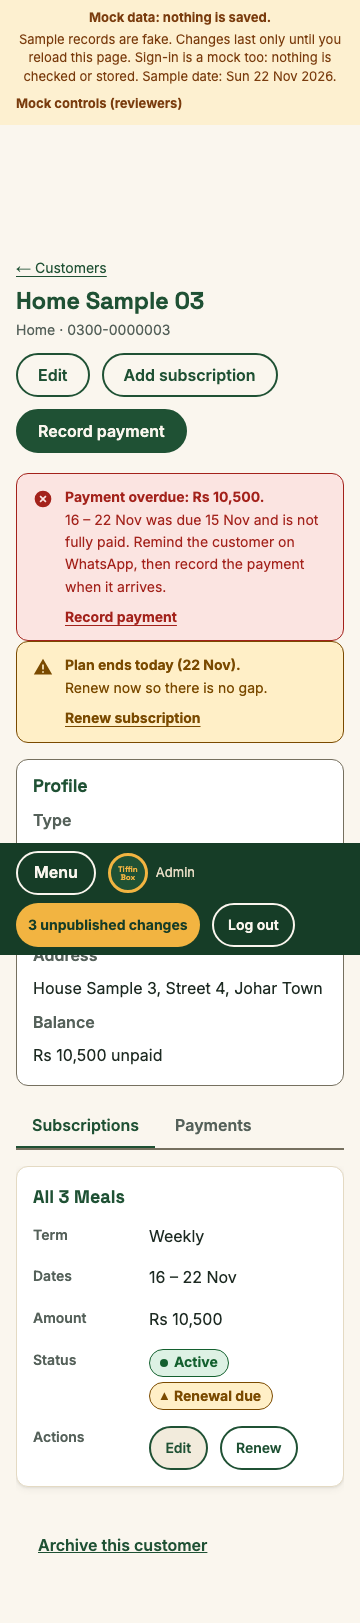 Mock data: nothing is saved.
Sample records are fake. Changes last only until you
reload this page. Sign-in is a mock too: nothing is
checked or stored. Sample date: Sun 22 Nov 2026.
Mock controls (reviewers)
← Customers
Home Sample 03
Home · 0300-0000003
Edit
Add subscription
Record payment
Payment overdue: Rs 10,500.
16 – 22 Nov was due 15 Nov and is not
fully paid. Remind the customer on
WhatsApp, then record the payment
when it arrives.
Record payment
Plan ends today (22 Nov).
Renew now so there is no gap.
Renew subscription
Profile
Type
Menu
Tiffin
Box
Admin
3 unpublished changes
Log out
Address
House Sample 3, Street 4, Johar Town
Balance
Rs 10,500 unpaid
Subscriptions
Payments
All 3 Meals
Term
Weekly
Dates
16 – 22 Nov
Amount
Rs 10,500
Status
Active
Renewal due
Actions
Edit
Renew
Archive this customer